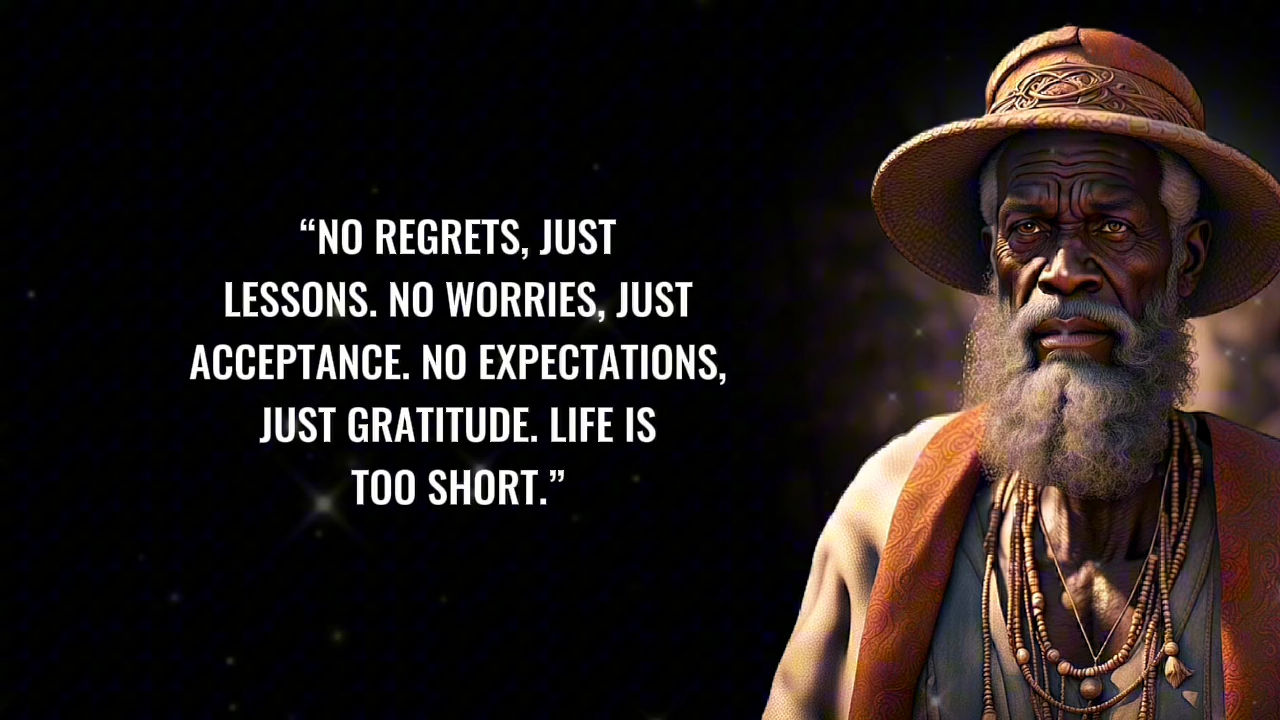 “NO REGRETS, JUST
LESSONS. NO WORRIES, JUST
ACCEPTANCE. NO EXPECTATIONS,
JUST GRATITUDE. LIFE IS
TOO SHORT.”